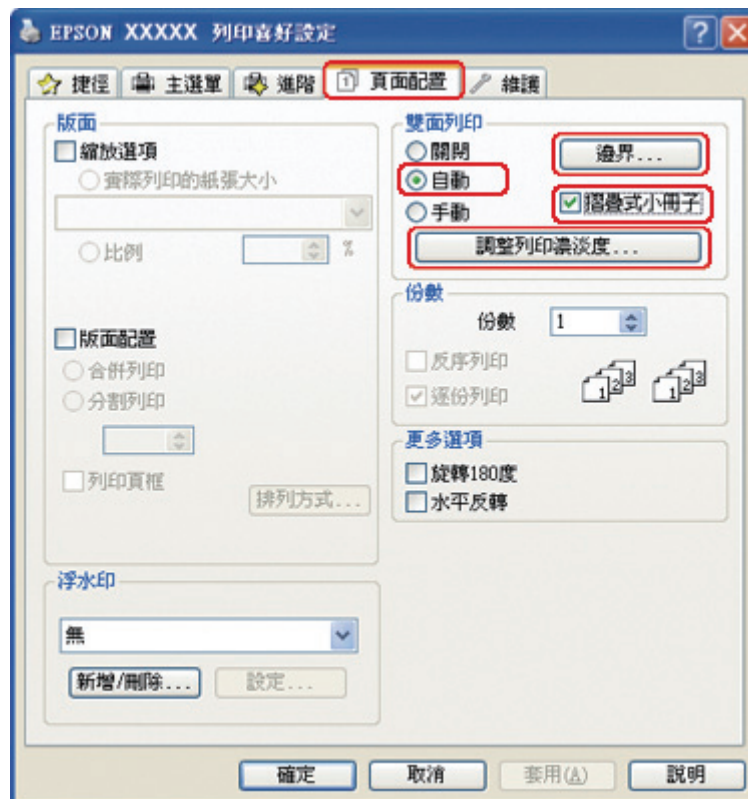 EPSON XXXXX 列印喜好設定
捷徑 主選單 進階 頁面配置 維護
版面
縮放選項
實際列印的紙張大小
比例 %
版面配置
合併列印
分割列印
列印頁框
排列方式...
浮水印
無
新增/刪除... 設定...
雙面列印
關閉
邊界...
自動
手動
摺疊式小冊子
調整列印濃淡度...
份數
份數 1
反序列印
逐份列印
1 2 3 1 2 3
更多選項
旋轉180度
水平反轉
確定 取消 套用(A) 說明